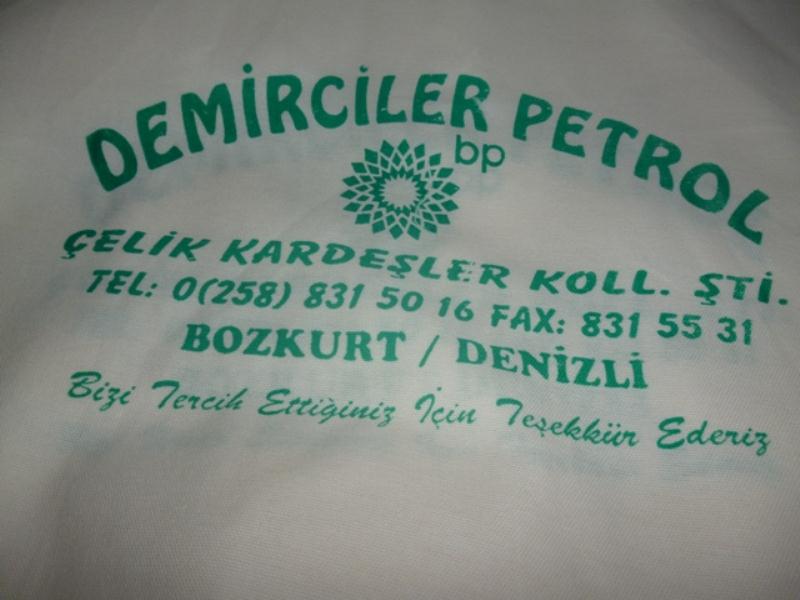 DEMİRCİLER PETROL
bp
ÇELİK KARDEŞLER KOLL. ŞTİ.
TEL: 0(258) 831 50 16 FAX: 831 55 31
BOZKURT / DENİZLİ
Bizi Tercih Ettiğiniz İçin Teşekkür Ederiz